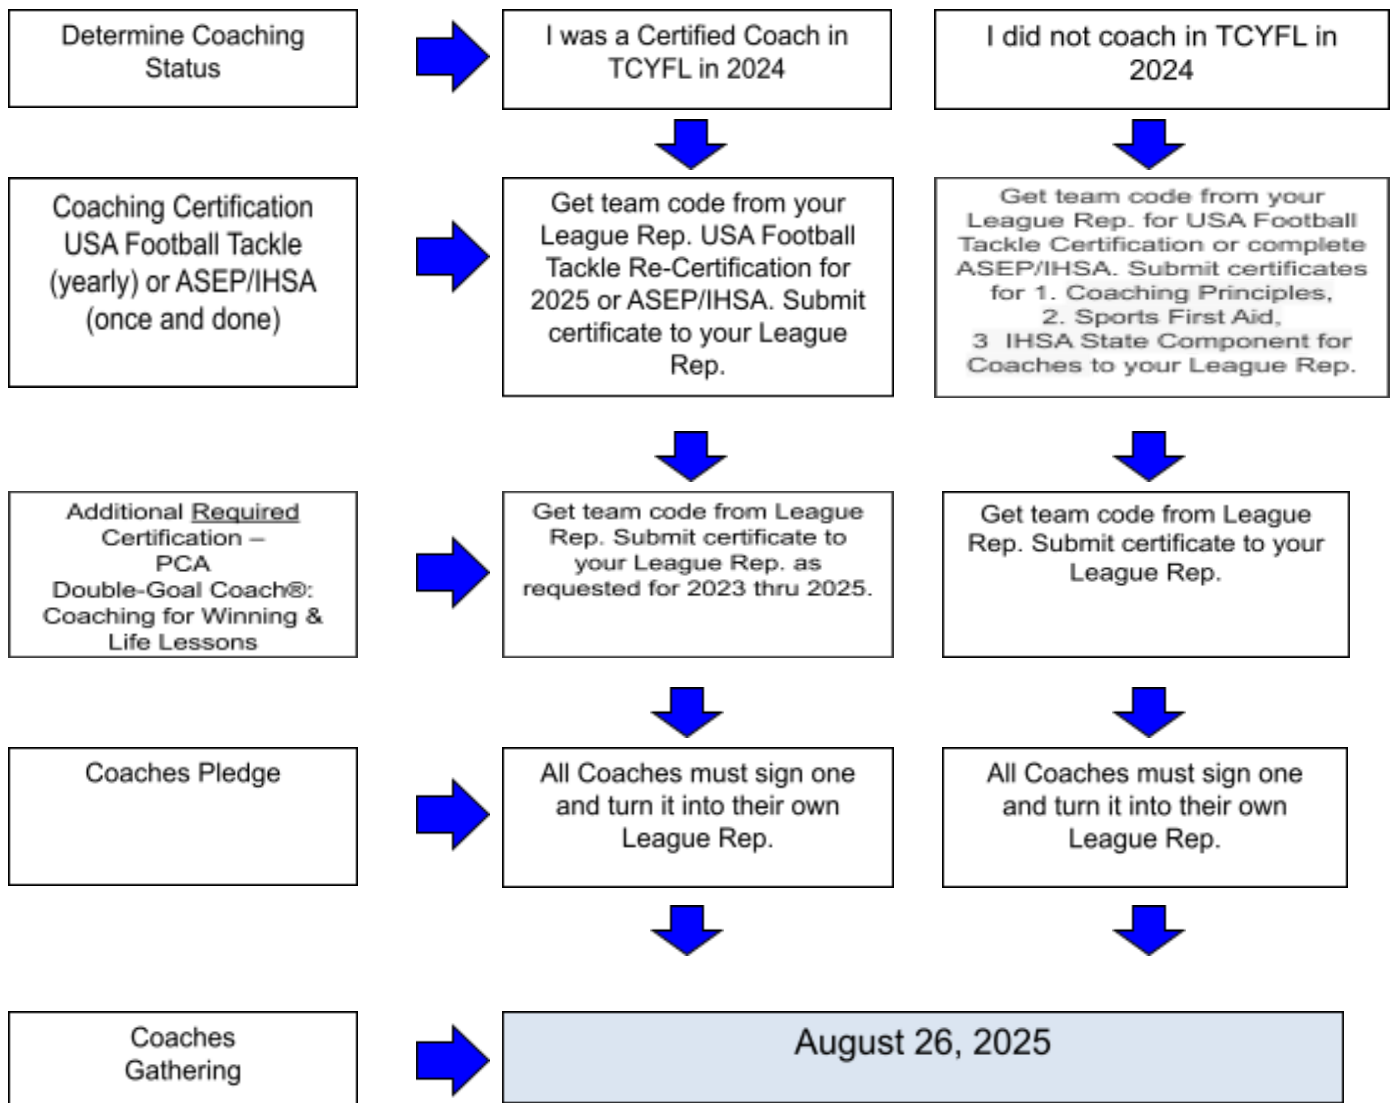 Determine Coaching
Status
I was a Certified Coach in
TCYFL in 2024
I did not coach in TCYFL in
2024
Coaching Certification
USA Football Tackle
(yearly) or ASEP/IHSA
(once and done)
Get team code from your
League Rep. USA Football
Tackle Re-Certification for
2025 or ASEP/IHSA. Submit
certificate to your League
Rep.
Get team code from your
League Rep. for USA Football
Tackle Certification or complete
ASEP/IHSA. Submit certificates
for 1. Coaching Principles,
2. Sports First Aid,
3 IHSA State Component for
Coaches to your League Rep.
Additional Required
Certification –
PCA
Double-Goal Coach®:
Coaching for Winning &
Life Lessons
Get team code from League
Rep. Submit certificate to
your League Rep. as
requested for 2023 thru 2025.
Get team code from League
Rep. Submit certificate to your
League Rep.
Coaches Pledge
All Coaches must sign one
and turn it into their own
League Rep.
All Coaches must sign one
and turn it into their own
League Rep.
Coaches
Gathering
August 26, 2025